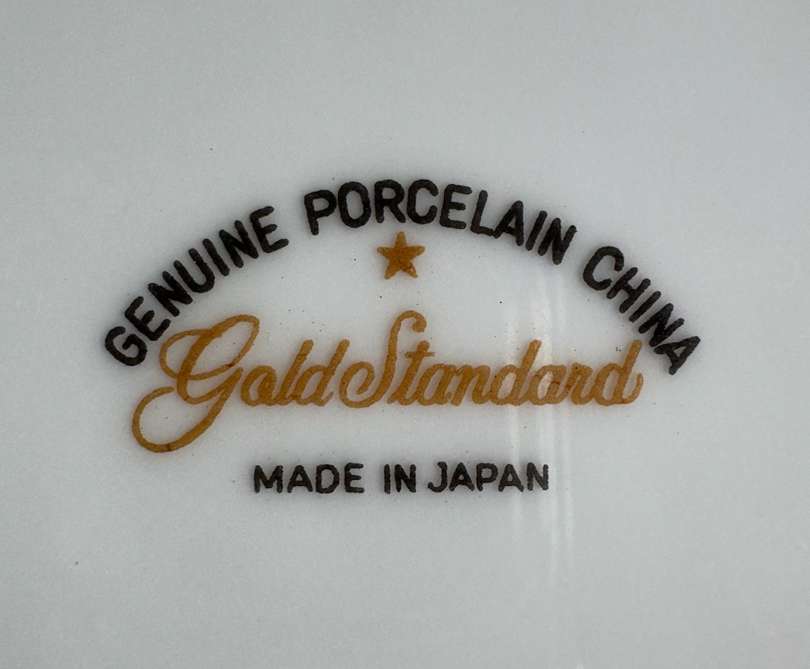 GENUINE PORCELAIN CHINA
Gold Standard
MADE IN JAPAN